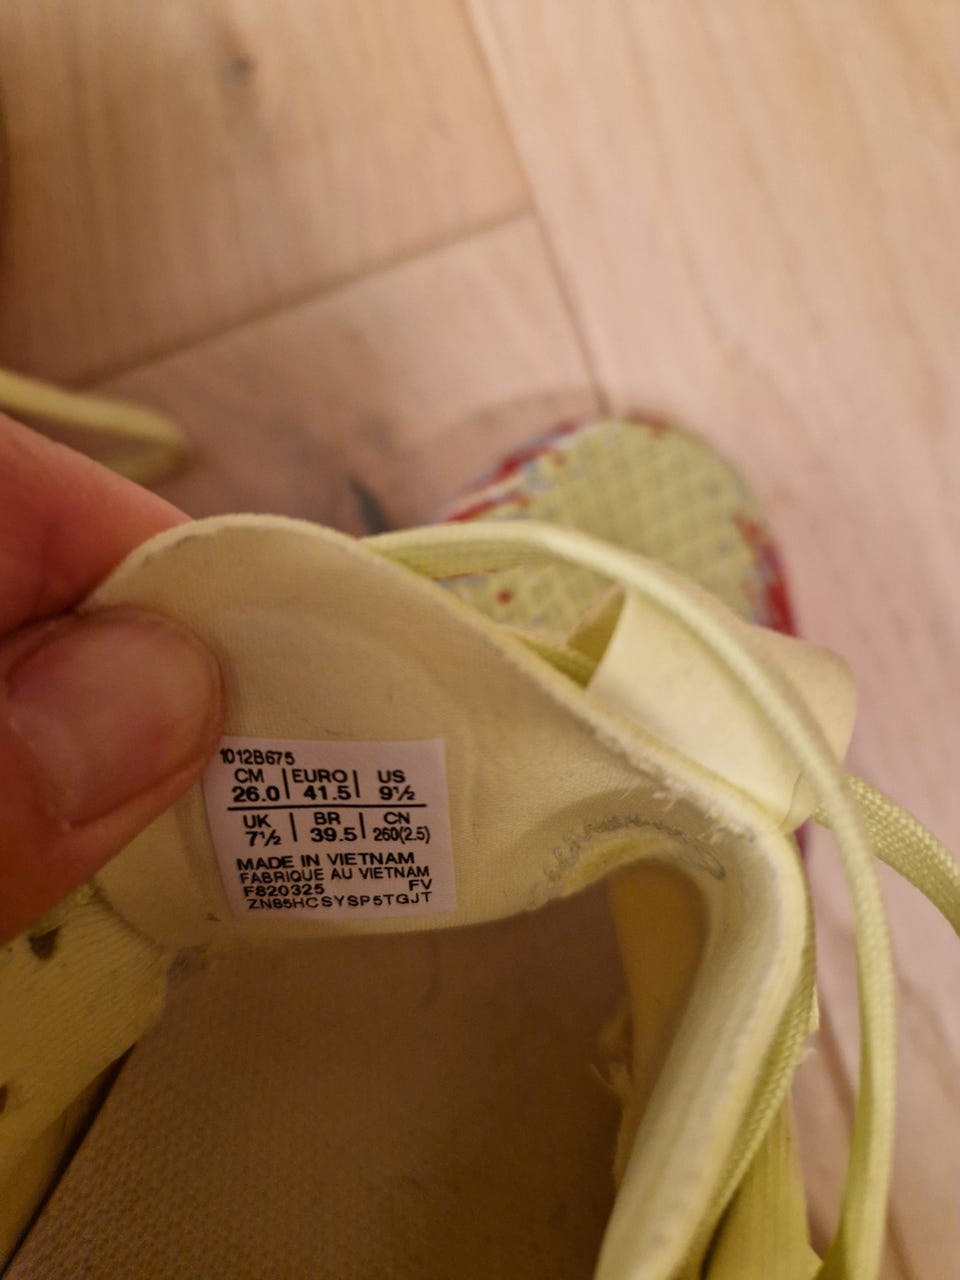 1012B675
CM | EURO | US
26.0 | 41.5 | 9½
UK | BR | CN
7½ | 39.5 | 260(2.5)
MADE IN VIETNAM
FABRIQUE AU VIETNAM
F820325 FV
ZN85HCSYSP5TGJT